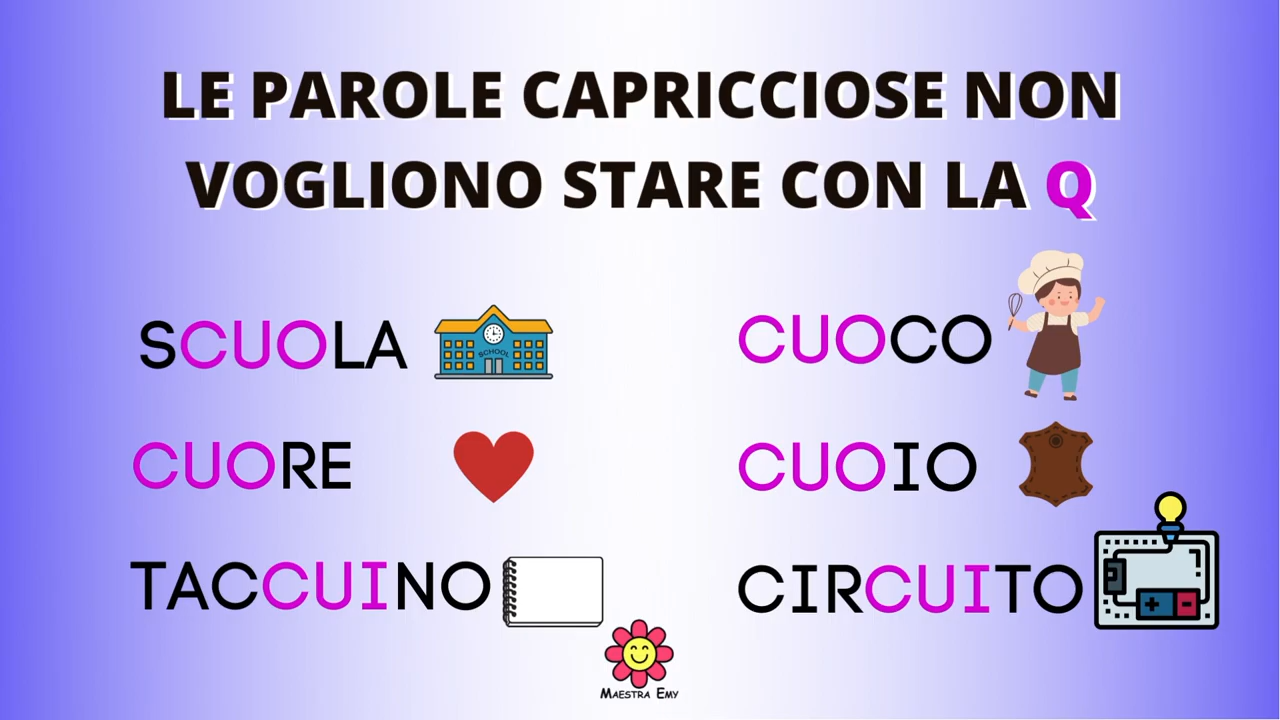 LE PAROLE CAPRICCIOSE NON
VOGLIONO STARE CON LA Q
SCUOLA
SCHOOL
CUORE
TACCUINO
CUOCO
CUOIO
CIRCUITO
+ -
MAESTRA EMY